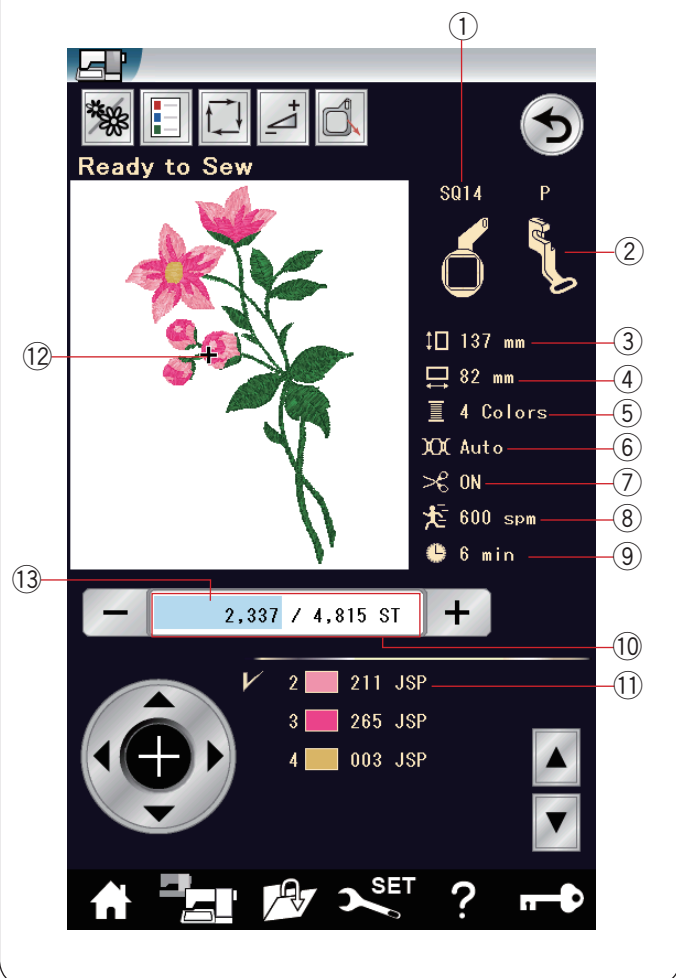 ①
Ready to Sew
SQ14 P
②
⑫
137 mm ③
82 mm ④
4 Colors ⑤
Auto ⑥
ON ⑦
600 spm ⑧
6 min ⑨
⑬
− 2,337 / 4,815 ST +
⑩
2 211 JSP ⑪
3 265 JSP
4 003 JSP
SET
?